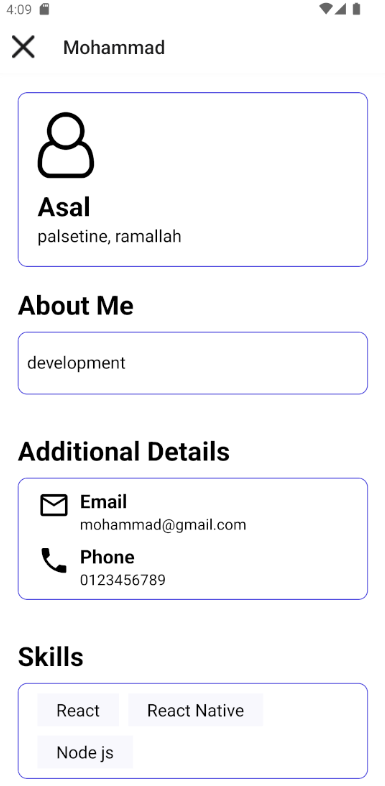 4:09
Mohammad
Asal
palsetine, ramallah
About Me
development
Additional Details
Email
mohammad@gmail.com
Phone
0123456789
Skills
React React Native
Node js